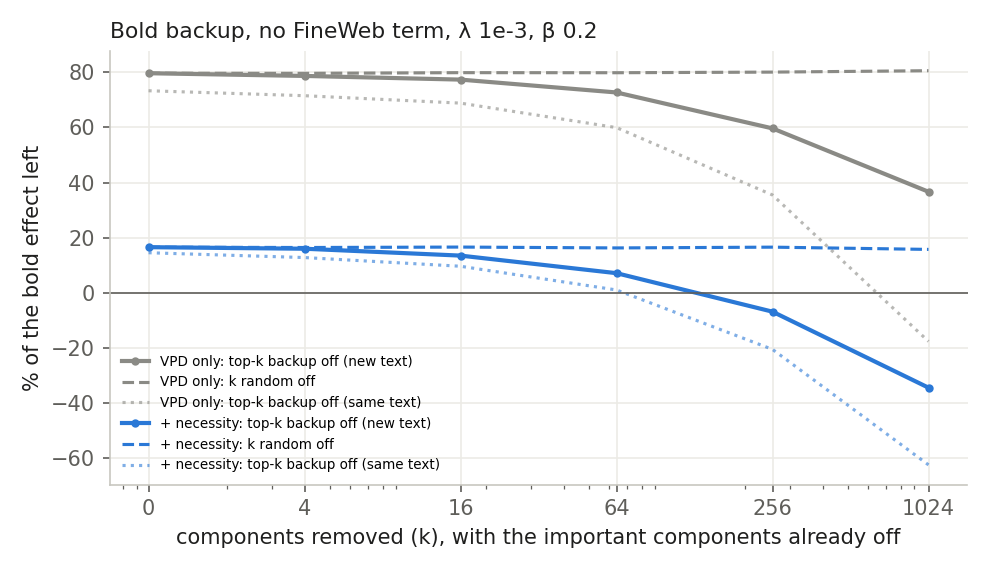 Bold backup, no FineWeb term, λ 1e-3, β 0.2
% of the bold effect left
80
60
40
20
0
−20
−40
−60
VPD only: top-k backup off (new text)
VPD only: k random off
VPD only: top-k backup off (same text)
+ necessity: top-k backup off (new text)
+ necessity: k random off
+ necessity: top-k backup off (same text)
0 4 16 64 256 1024
components removed (k), with the important components already off